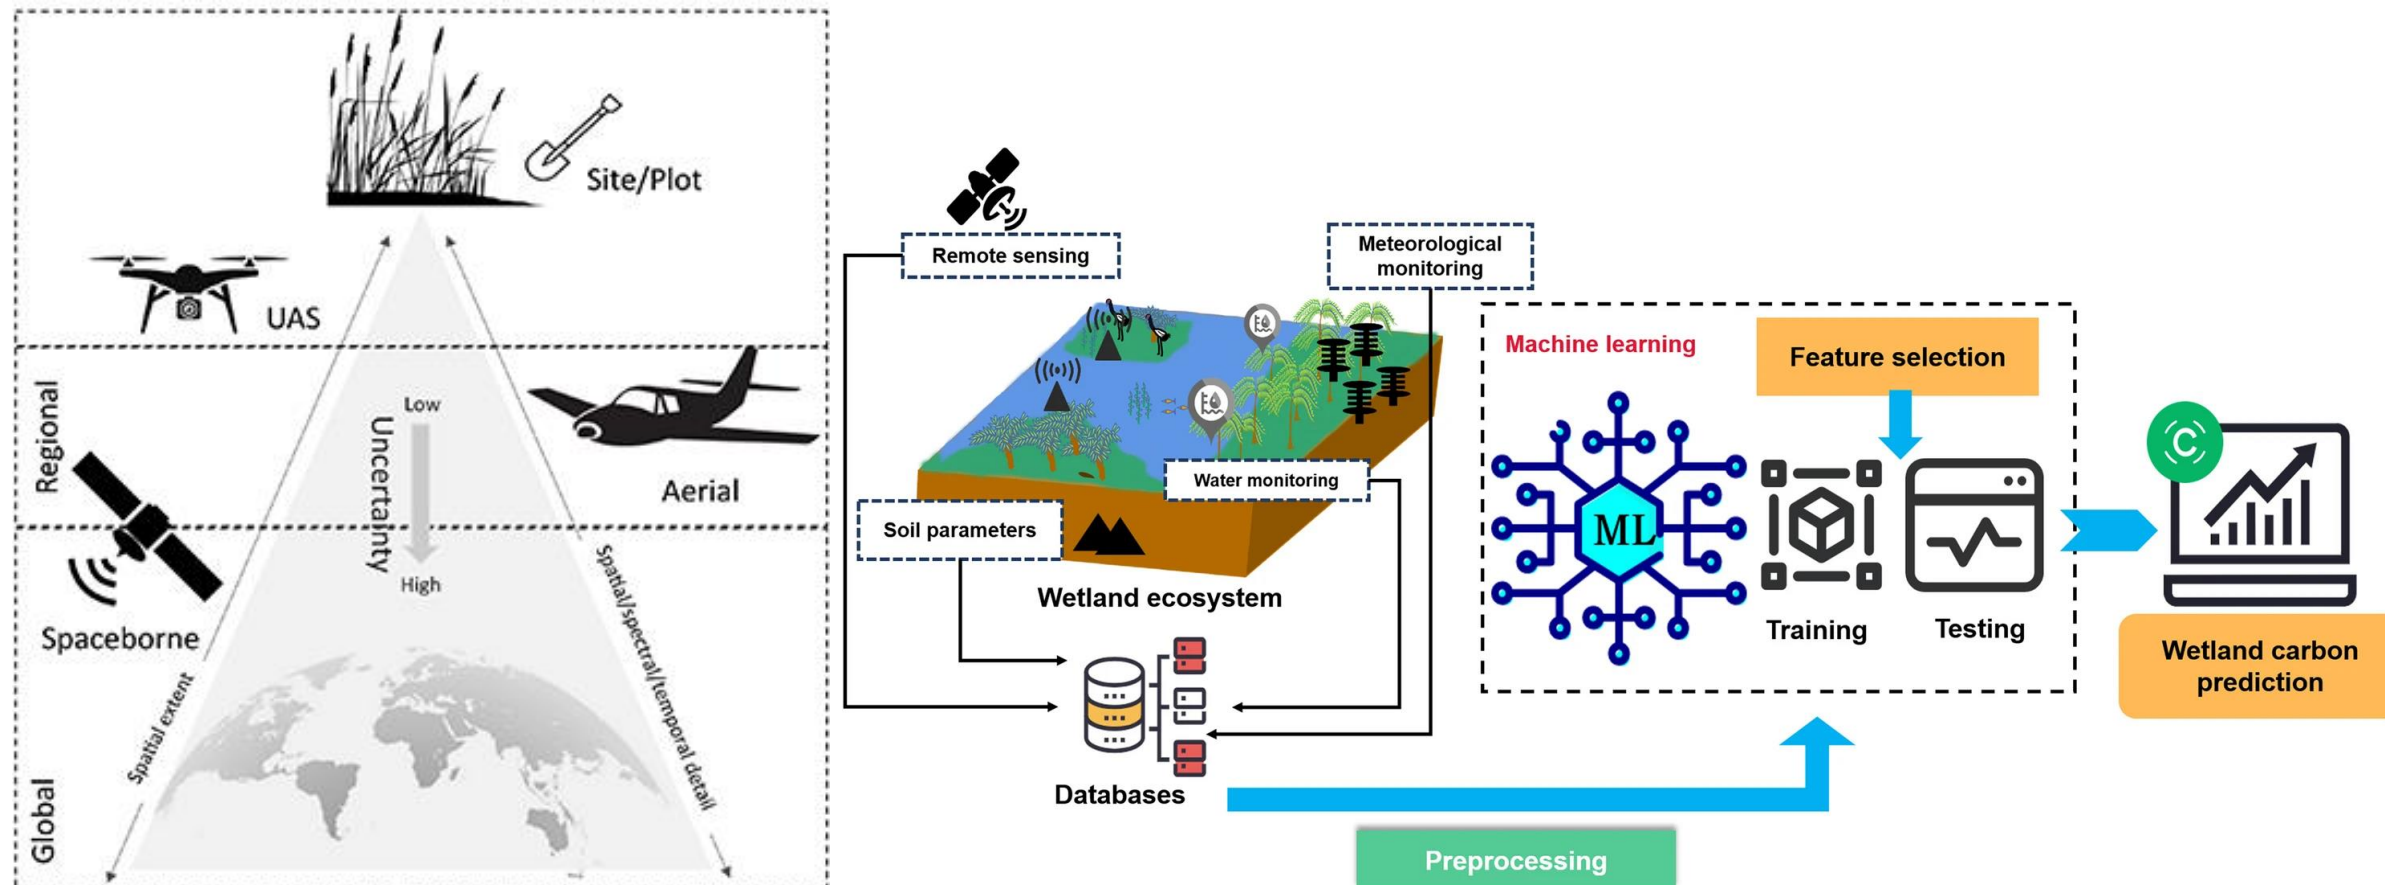 Site/Plot
UAS
Regional
Low
Uncertainty
High
Aerial
Spaceborne
Spatial extent
Spatial/spectral/temporal detail
Global
Remote sensing
Meteorological
monitoring
Water monitoring
Soil parameters
Wetland ecosystem
Databases
Preprocessing
Machine learning
Feature selection
ML
Training
Testing
C
Wetland carbon
prediction